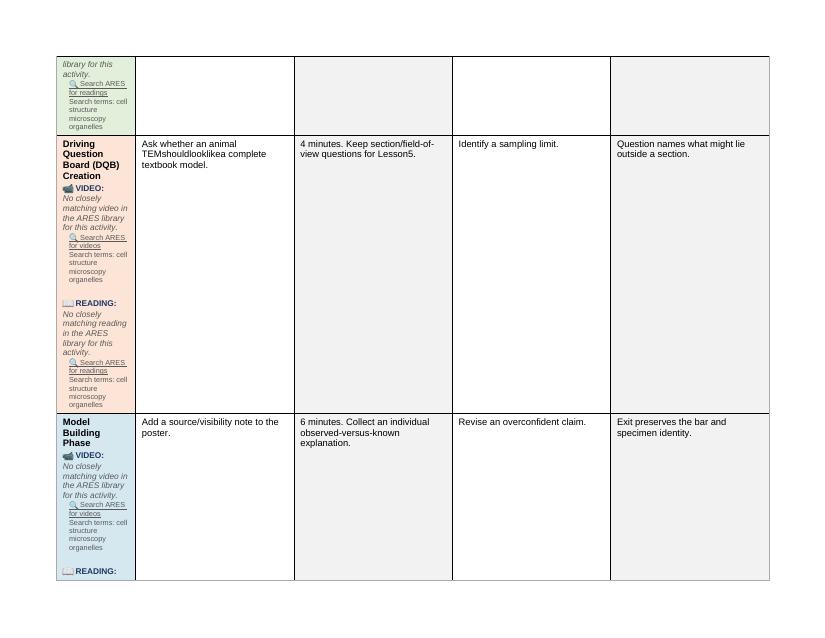 library for this
activity.
🔍 Search ARES
for readings
Search terms: cell
structure
microscopy
organelles
Driving
Question
Board (DQB)
Creation
📹 VIDEO:
No closely
matching video in
the ARES library
for this activity.
🔍 Search ARES
for videos
Search terms: cell
structure
microscopy
organelles
📖 READING:
No closely
matching reading
in the ARES
library for this
activity.
🔍 Search ARES
for readings
Search terms: cell
structure
microscopy
organelles
Ask whether an animal
TEMshouldlooklikea complete
textbook model.
4 minutes. Keep section/field-of-
view questions for Lesson5.
Identify a sampling limit.
Question names what might lie
outside a section.
Model
Building
Phase
📹 VIDEO:
No closely
matching video in
the ARES library
for this activity.
🔍 Search ARES
for videos
Search terms: cell
structure
microscopy
organelles
📖 READING:
Add a source/visibility note to the
poster.
6 minutes. Collect an individual
observed-versus-known
explanation.
Revise an overconfident claim.
Exit preserves the bar and
specimen identity.